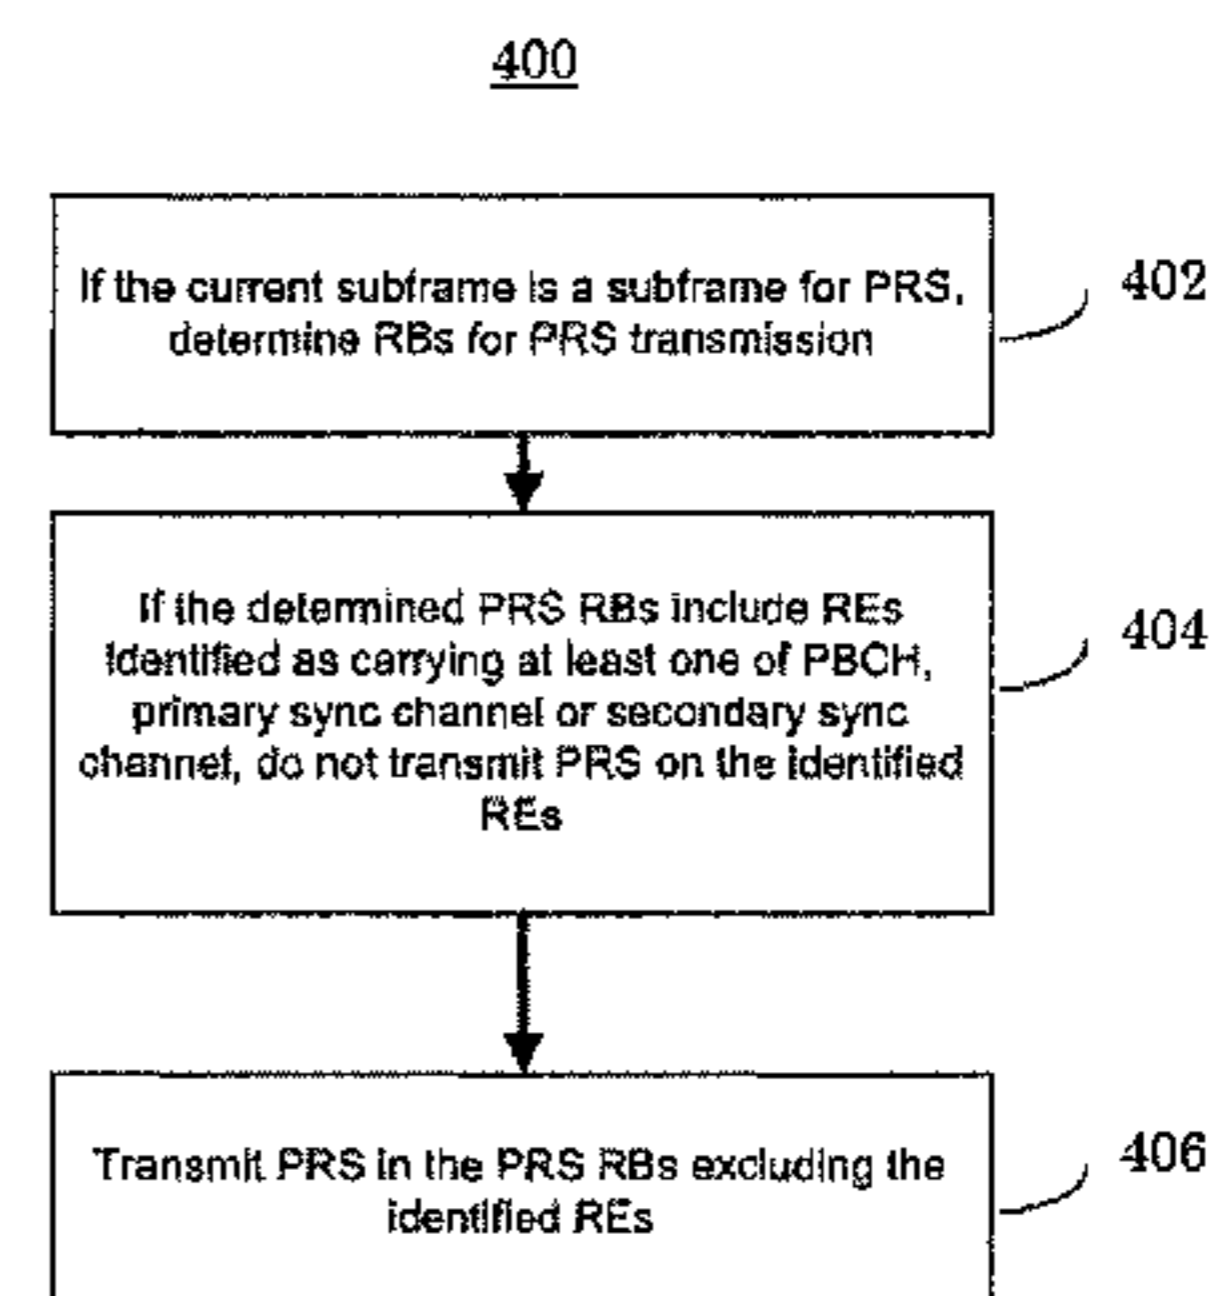 400
If the current subframe is a subframe for PRS,
determine RBs for PRS transmission
402
If the determined PRS RBs include REs
identified as carrying at least one of PBCH,
primary sync channel or secondary sync
channel, do not transmit PRS on the identified
REs
404
Transmit PRS in the PRS RBs excluding the
identified REs
406